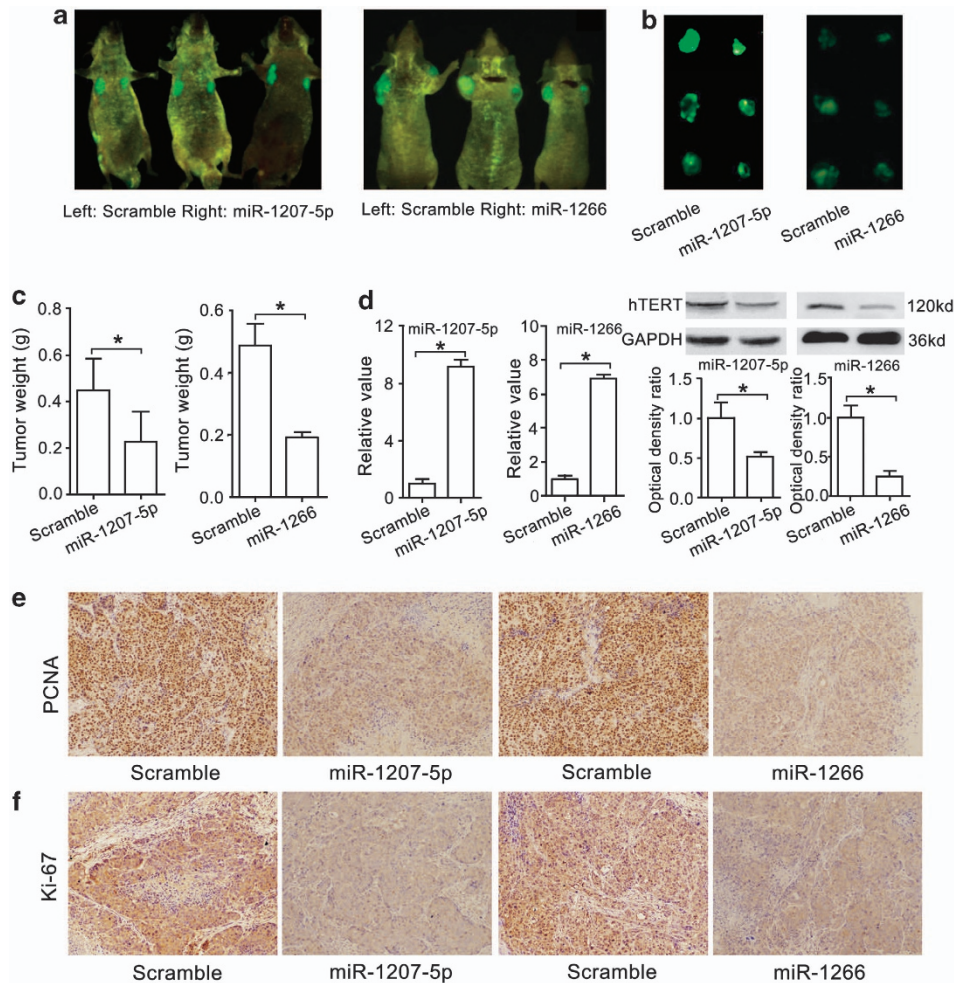 a
b
Left: Scramble Right: miR-1207-5p
Left: Scramble Right: miR-1266
Scramble
miR-1207-5p
Scramble
miR-1266
c
Tumor weight (g)
0.8
0.6
0.4
0.2
0.0
*
Scramble
miR-1207-5p
Tumor weight (g)
0.6
0.4
0.2
0.0
*
Scramble
miR-1266
d
Relative value
12
9
6
3
0
miR-1207-5p
*
Scramble
miR-1207-5p
Relative value
8
6
4
2
0
miR-1266
*
Scramble
miR-1266
hTERT
120kd
GAPDH
36kd
miR-1207-5p
miR-1266
Optical density ratio
1.5
1.0
0.5
0.0
*
Scramble
miR-1207-5p
Optical density ratio
1.5
1.0
0.5
0.0
*
Scramble
miR-1266
e
PCNA
Scramble
miR-1207-5p
Scramble
miR-1266
f
Ki-67
Scramble
miR-1207-5p
Scramble
miR-1266